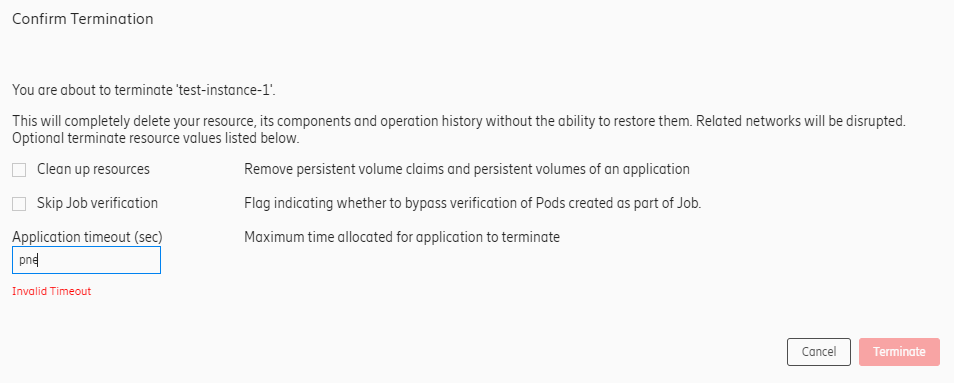 Confirm Termination
You are about to terminate 'test-instance-1'.
This will completely delete your resource, its components and operation history without the ability to restore them. Related networks will be disrupted.
Optional terminate resource values listed below.
Clean up resources Remove persistent volume claims and persistent volumes of an application
Skip Job verification Flag indicating whether to bypass verification of Pods created as part of Job.
Application timeout (sec) Maximum time allocated for application to terminate
pne
Invalid Timeout
Cancel Terminate